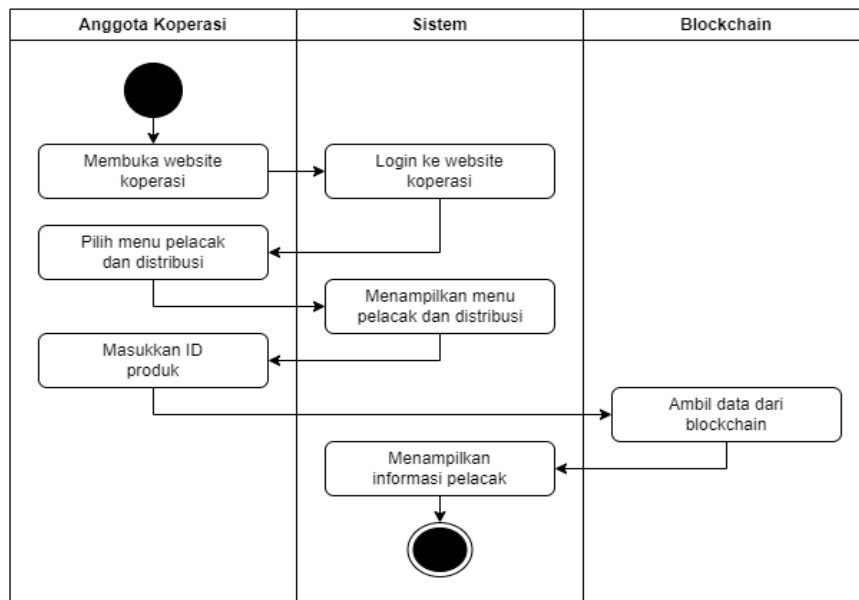 Anggota Koperasi
Sistem
Blockchain
Membuka website
koperasi
Login ke website
koperasi
Pilih menu pelacak
dan distribusi
Menampilkan menu
pelacak dan distribusi
Masukkan ID
produk
Ambil data dari
blockchain
Menampilkan
informasi pelacak